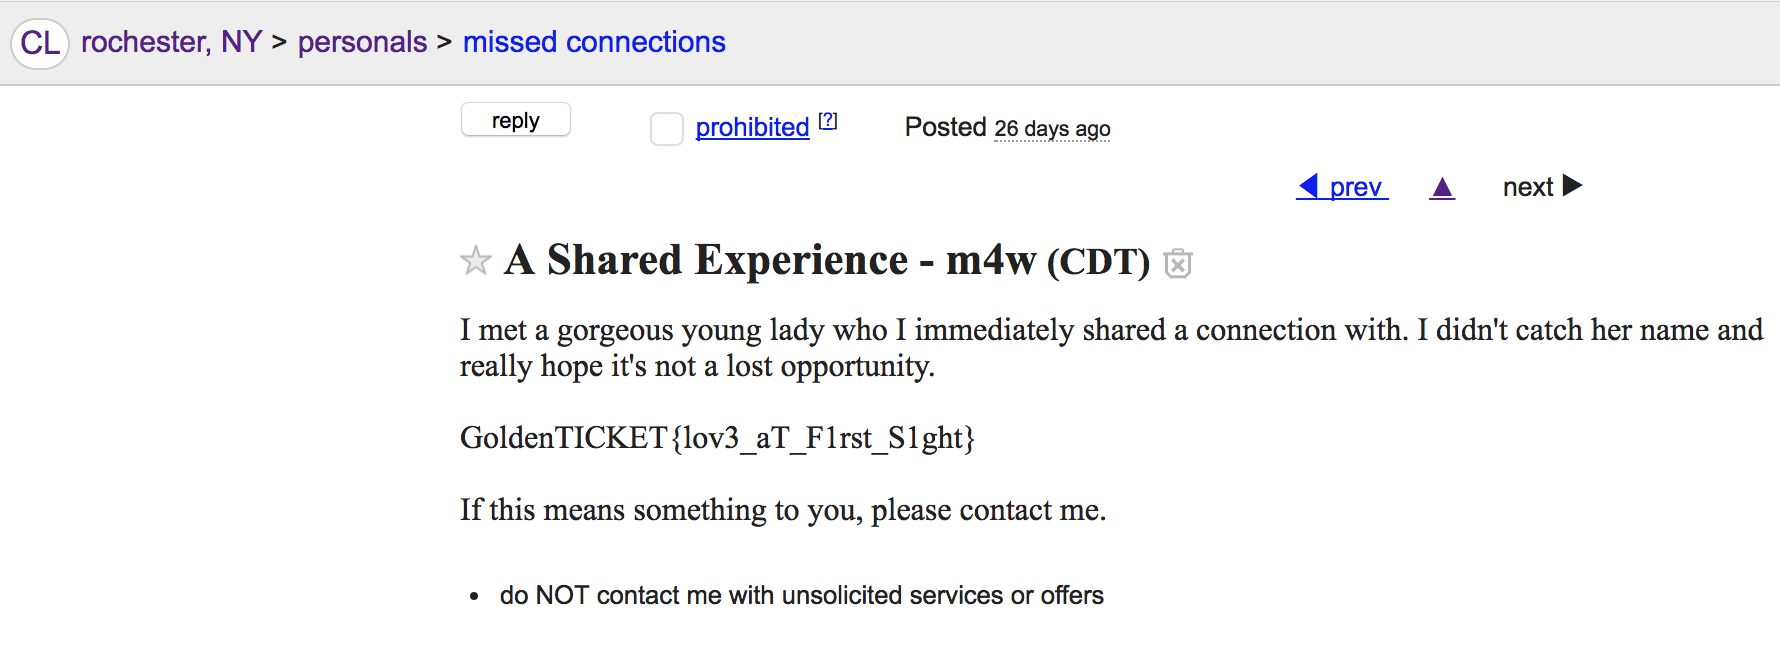 CL rochester, NY > personals > missed connections
reply prohibited [?] Posted 26 days ago
◀ prev ▲ next ▶
☆ A Shared Experience - m4w (CDT)
I met a gorgeous young lady who I immediately shared a connection with. I didn't catch her name and
really hope it's not a lost opportunity.
GoldenTICKET{lov3_aT_F1rst_S1ght}
If this means something to you, please contact me.
• do NOT contact me with unsolicited services or offers